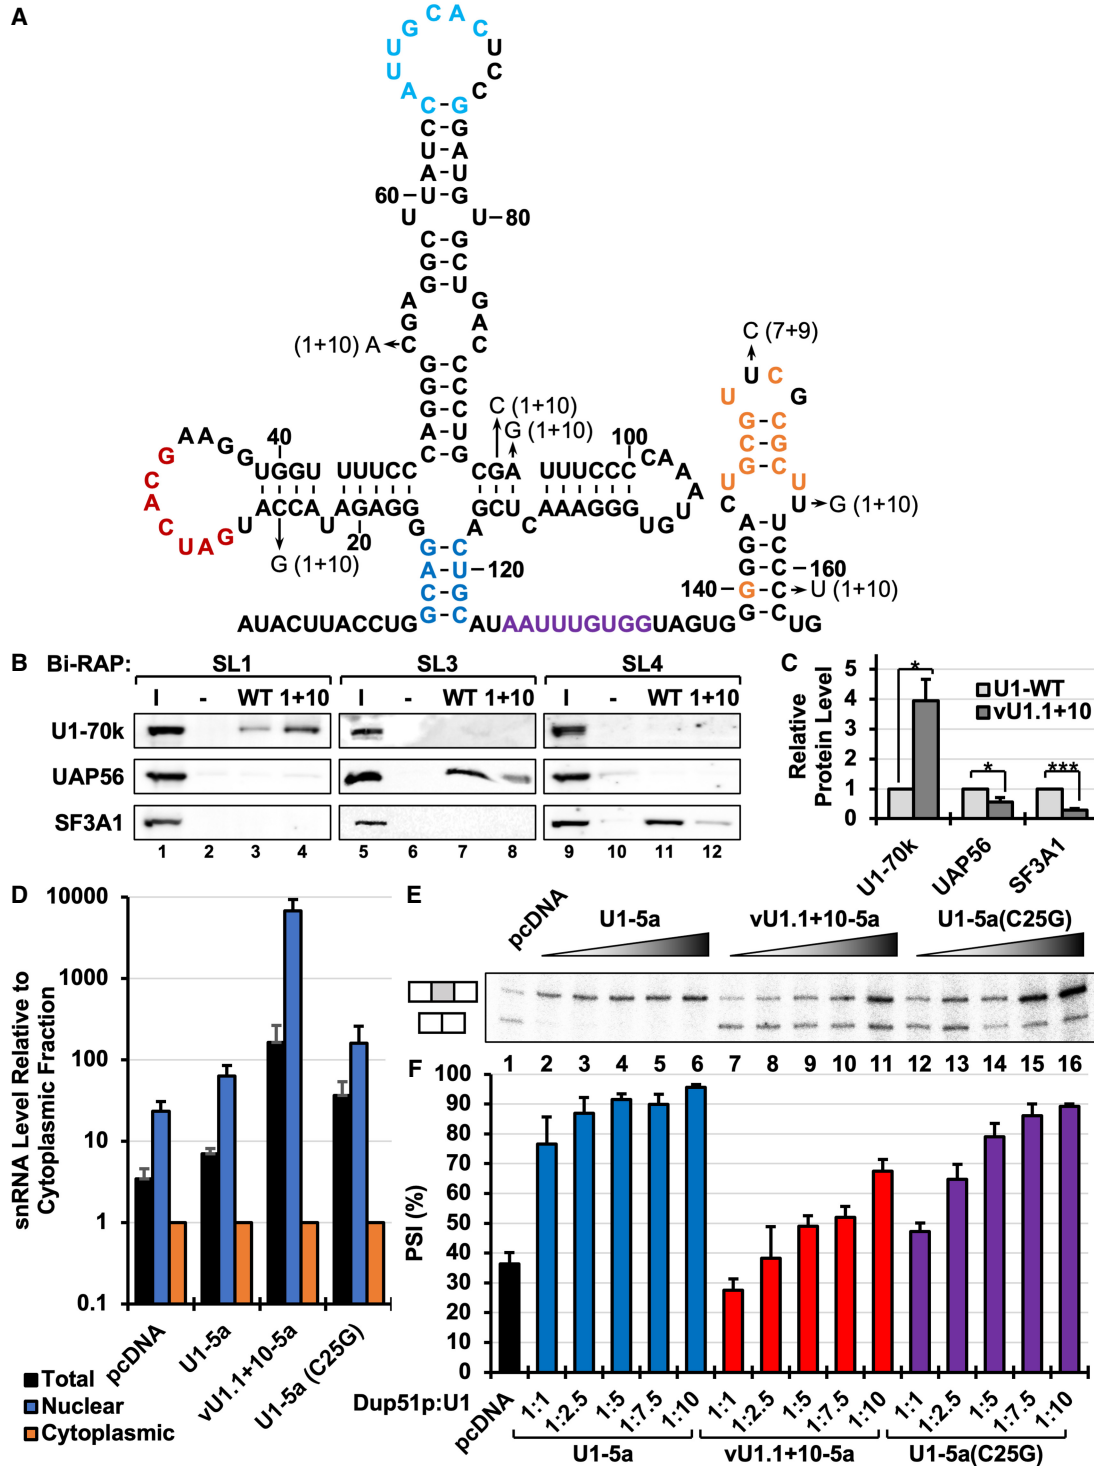 A
G C A C
U U
U C
A C
C-G
C-G
U-A
A-U
60 U-G
U U-80
C-G
G-C
G-U
A G
G A
(1+10) A C C
G-C
G-C
G-C
G-U
A-U
C G
C (7+9)
U C
U G
G-C
C-G
G-C
U U
C U G (1+10)
A-U
G-C
G-C 160
140 G-C U (1+10)
G-C
C (1+10)
G (1+10)
40 100
G A A G G UGGU UUUCC CGA UUUCCC CAAA
C A C U A G U ACCA U AGAGG G A GCU C AAAGGG UGU
G (1+10)
20
G-C
A-U 120
C-G
G-C
AUACUUACCUG AUAAUUUGUGGUAGUG UG
B Bi-RAP: SL1 SL3 SL4
I - WT 1+10 I - WT 1+10 I - WT 1+10
U1-70k
UAP56
SF3A1
1 2 3 4 5 6 7 8 9 10 11 12
C
Relative
Protein Level
5
4
3
2
1
0
* * ***
U1-WT
vU1.1+10
U1-70k UAP56 SF3A1
D
snRNA Level Relative to
Cytoplasmic Fraction
10000
1000
100
10
1
0.1
pcDNA U1-5a vU1.1+10-5a U1-5a (C25G)
Total
Nuclear
Cytoplasmic
E
pcDNA U1-5a vU1.1+10-5a U1-5a(C25G)
1 2 3 4 5 6 7 8 9 10 11 12 13 14 15 16
F
PSI (%)
100
90
80
70
60
50
40
30
20
10
0
Dup51p:U1
pcDNA 1:1 1:2.5 1:5 1:7.5 1:10 1:1 1:2.5 1:5 1:7.5 1:10 1:1 1:2.5 1:5 1:7.5 1:10
U1-5a vU1.1+10-5a U1-5a(C25G)